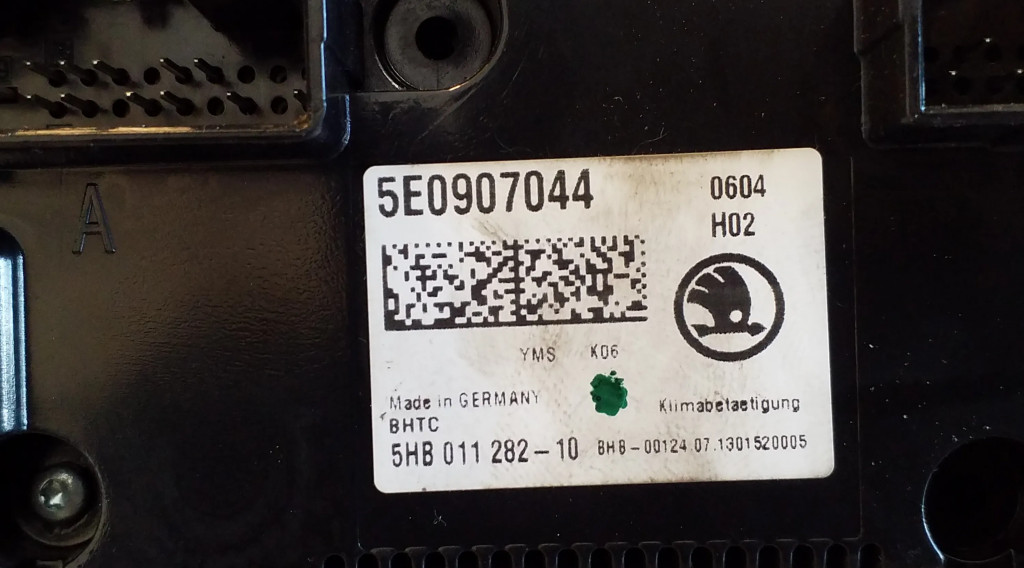 A
5E0907044
0604
H02
YMS K06
Made in GERMANY
BHTC
Klimabetaetigung
5HB 011 282-10 BHB-00124 07.1301520005